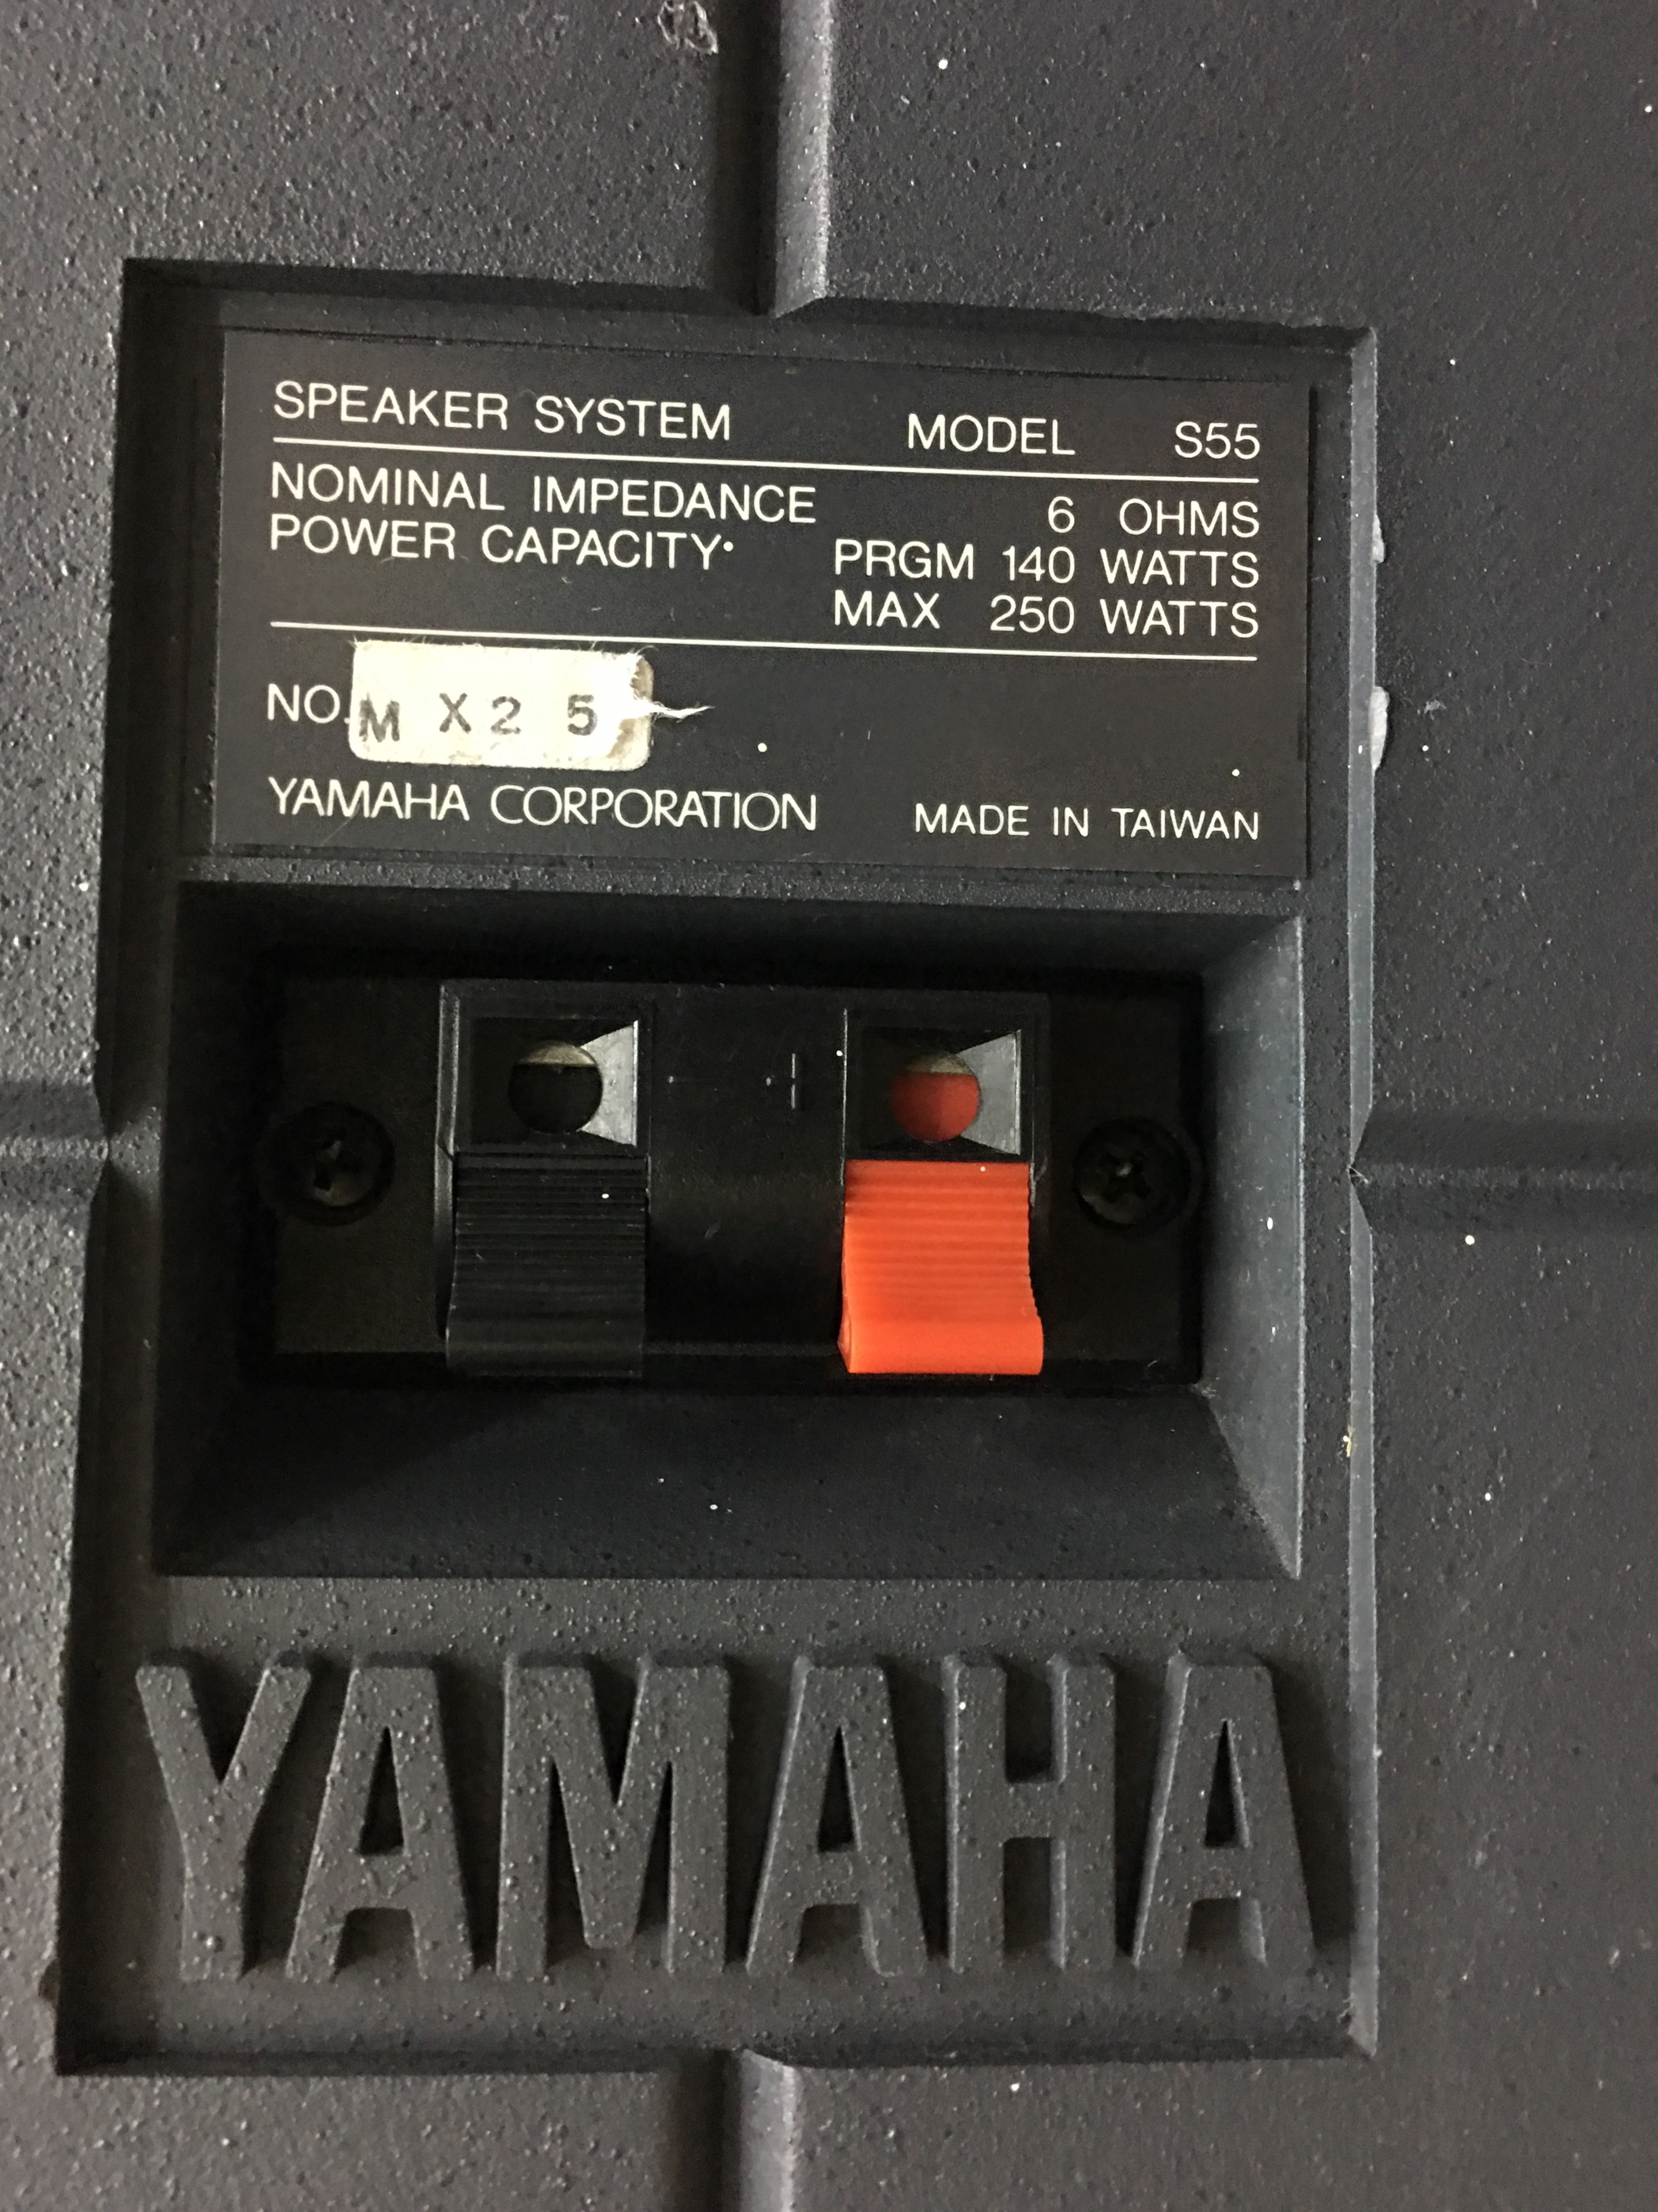 SPEAKER SYSTEM MODEL S55
NOMINAL IMPEDANCE 6 OHMS
POWER CAPACITY• PRGM 140 WATTS
MAX 250 WATTS
NO. M X2 5
YAMAHA CORPORATION MADE IN TAIWAN
- +
YAMAHA